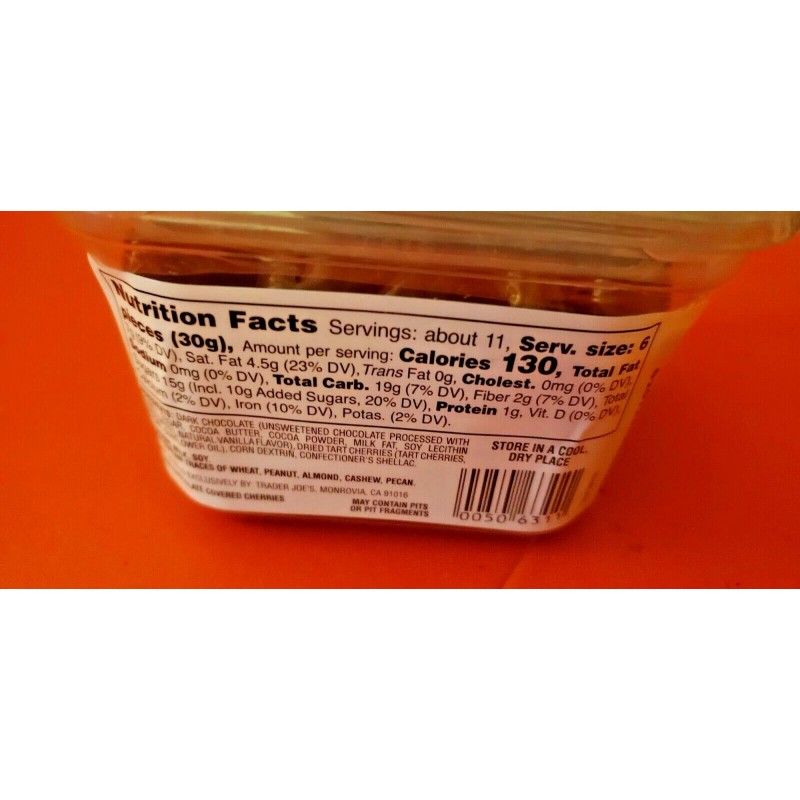 Nutrition Facts Servings: about 11, Serv. size: 6
pieces (30g), Amount per serving: Calories 130, Total Fat
DV), Sat. Fat 4.5g (23% DV), Trans Fat 0g, Cholest. 0mg (0% DV),
0mg (0% DV), Total Carb. 19g (7% DV), Fiber 2g (7% DV), Total
15g (Incl. 10g Added Sugars, 20% DV), Protein 1g, Vit. D (0% DV),
(2% DV), Iron (10% DV), Potas. (2% DV).
DARK CHOCOLATE (UNSWEETENED CHOCOLATE PROCESSED WITH
COCOA BUTTER, COCOA POWDER, MILK FAT, SOY LECITHIN
NATURAL VANILLA FLAVOR), DRIED TART CHERRIES (TART CHERRIES,
OIL), CORN DEXTRIN, CONFECTIONER'S SHELLAC.
SOY
TRACES OF WHEAT, PEANUT, ALMOND, CASHEW, PECAN.
EXCLUSIVELY BY: TRADER JOE'S, MONROVIA, CA 91016
COVERED CHERRIES
MAY CONTAIN PITS
OR PIT FRAGMENTS
STORE IN A COOL,
DRY PLACE
0050 6311